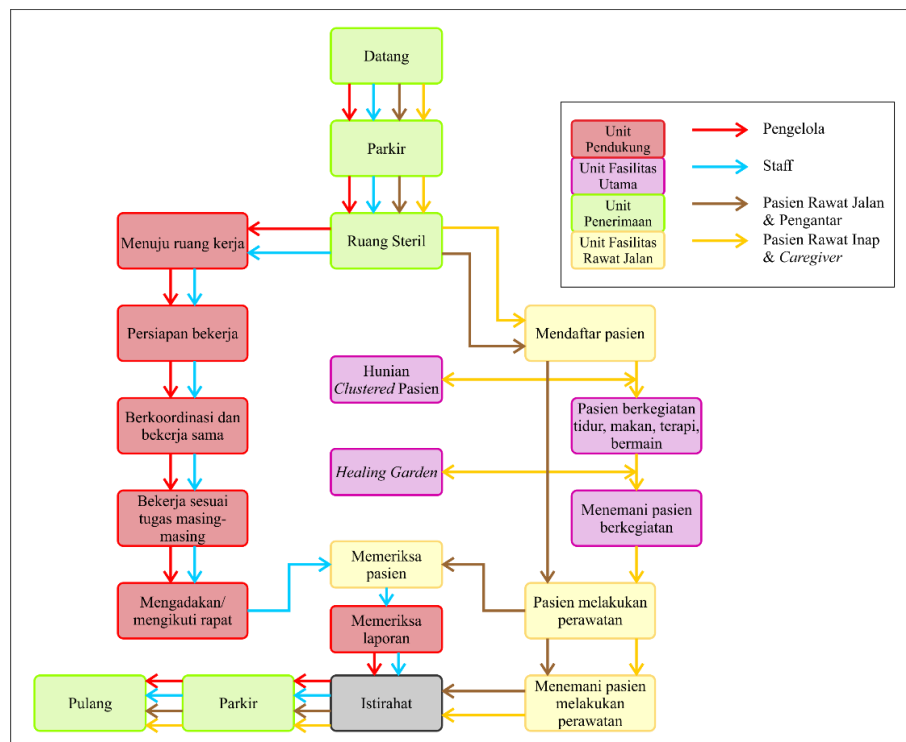 Datang
Parkir
Ruang Steril
Menuju ruang kerja
Persiapan bekerja
Berkoordinasi dan
bekerja sama
Bekerja sesuai
tugas masing-
masing
Mengadakan/
mengikuti rapat
Mendaftar pasien
Hunian
Clustered Pasien
Pasien berkegiatan
tidur, makan, terapi,
bermain
Healing Garden
Menemani pasien
berkegiatan
Memeriksa
pasien
Pasien melakukan
perawatan
Memeriksa
laporan
Menemani pasien
melakukan
perawatan
Istirahat
Parkir
Pulang
Unit
Pendukung
Unit Fasilitas
Utama
Unit
Penerimaan
Unit Fasilitas
Rawat Jalan
Pengelola
Staff
Pasien Rawat Jalan
& Pengantar
Pasien Rawat Inap
& Caregiver